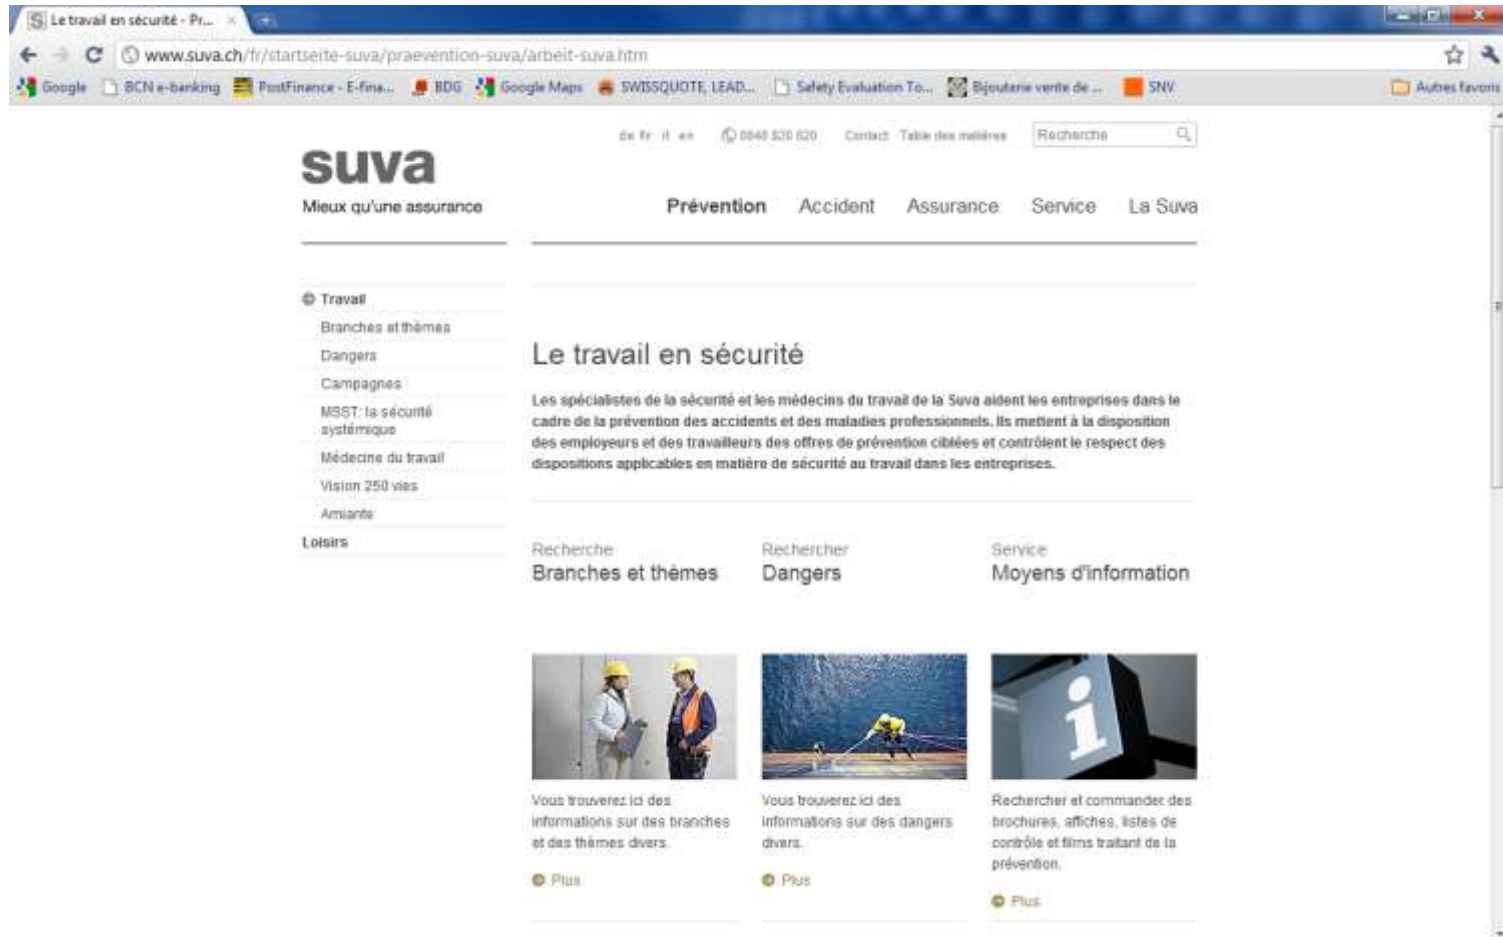 Le travail en sécurité - Pr...
www.suva.ch/fr/startseite-suva/praevention-suva/arbeit-suva.htm
Google BCN e-banking PostFinance - E-fina... BDG Google Maps SWISSQUOTE, LEAD... Safety Evaluation To... Bijouterie vente de ... SNV Autres favoris
de fr it en 0848 820 820 Contact Table des matières Recherche
suva
Mieux qu'une assurance
Prévention Accident Assurance Service La Suva
Travail
Branches et thèmes
Dangers
Campagnes
MSST: la sécurité
systémique
Médecine du travail
Vision 250 vies
Amiante
Loisirs
Le travail en sécurité
Les spécialistes de la sécurité et les médecins du travail de la Suva aident les entreprises dans le
cadre de la prévention des accidents et des maladies professionnels. Ils mettent à la disposition
des employeurs et des travailleurs des offres de prévention ciblées et contrôlent le respect des
dispositions applicables en matière de sécurité au travail dans les entreprises.
Recherche
Branches et thèmes
Vous trouverez ici des
informations sur des branches
et des thèmes divers.
Plus
Rechercher
Dangers
Vous trouverez ici des
informations sur des dangers
divers.
Plus
Service
Moyens d'information
i
Rechercher et commander des
brochures, affiches, listes de
contrôle et films traitant de la
prévention.
Plus